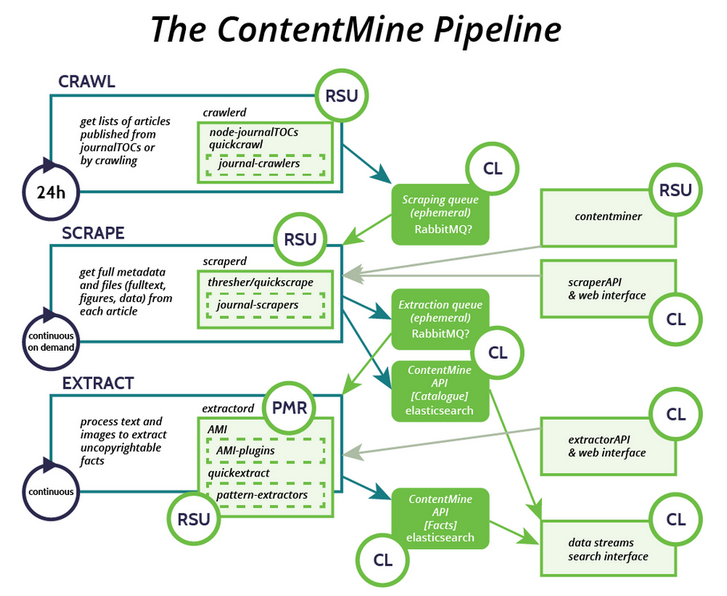 The ContentMine Pipeline
CRAWL
RSU
get lists of articles
published from
journalTOCs or
by crawling
crawlerd
node-journalTOCs
quickcrawl
journal-crawlers
24h
CL
Scraping queue
(ephemeral)
RabbitMQ?
RSU
contentminer
SCRAPE
RSU
get full metadata
and files (fulltext,
figures, data) from
each article
scraperd
thresher/quickscrape
journal-scrapers
continuous
on demand
scraperAPI
& web interface
CL
Extraction queue
(ephemeral)
RabbitMQ?
CL
ContentMine
API
[Catalogue]
elasticsearch
EXTRACT
PMR
process text and
images to extract
uncopyrightable
facts
extractord
AMI
AMI-plugins
quickextract
pattern-extractors
continuous
RSU
CL
extractorAPI
& web interface
ContentMine
API
[Facts]
elasticsearch
CL
CL
data streams
search interface